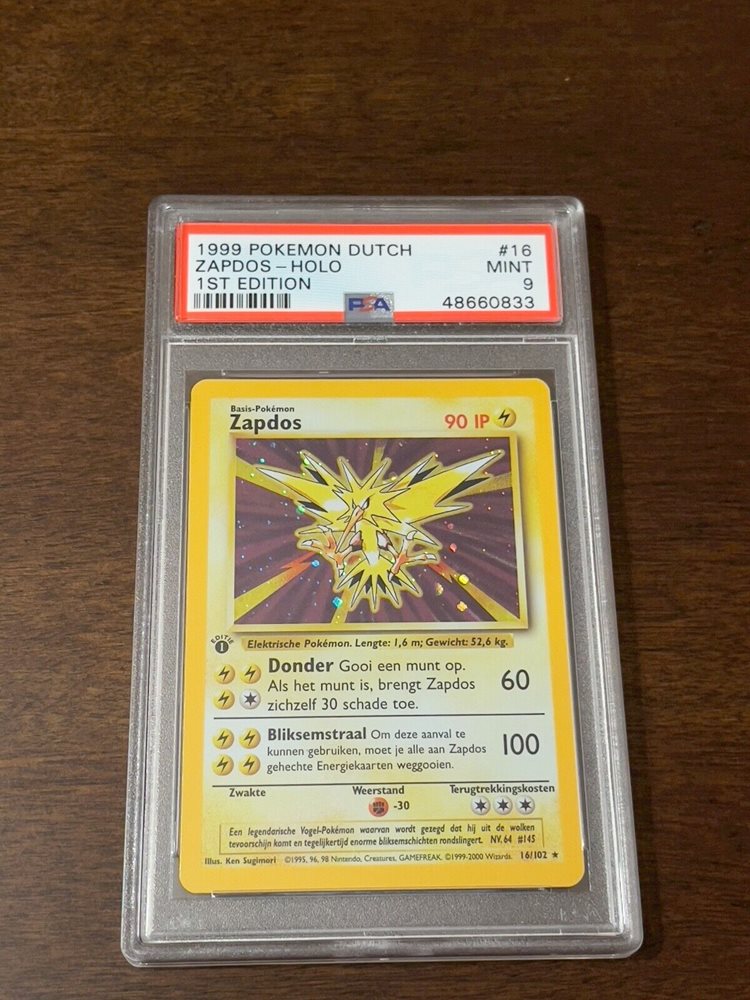 1999 POKEMON DUTCH #16
ZAPDOS - HOLO MINT
1ST EDITION 9
PSA 48660833
Basis-Pokémon
Zapdos 90 IP
EDITIE
1
Elektrische Pokémon. Lengte: 1,6 m; Gewicht: 52,6 kg.
Donder Gooi een munt op.
Als het munt is, brengt Zapdos 60
zichzelf 30 schade toe.
Bliksemstraal Om deze aanval te
kunnen gebruiken, moet je alle aan Zapdos 100
gehechte Energiekaarten weggooien.
Zwakte Weerstand Terugtrekkingskosten
-30
Een legendarische Vogel-Pokémon waarvan wordt gezegd dat hij uit de wolken
tevoorschijn komt en tegelijkertijd enorme bliksemschichten rondslingert. NV. 64 #145
Illus. Ken Sugimori ©1995, 96, 98 Nintendo, Creatures, GAMEFREAK. ©1999-2000 Wizards. 16/102 ★